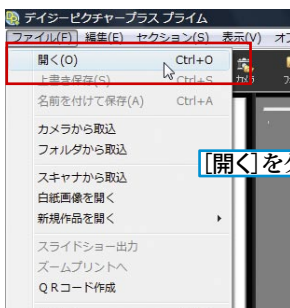 デイジーピクチャープラス プライム
ファイル(F) 編集(E) セクション(S) 表示(V) オプ
開く(O) Ctrl+O
上書き保存(S) Ctrl+S
名前を付けて保存(A) Ctrl+A
カメラから取込
フォルダから取込
[開く]をク
スキャナから取込
白紙画像を開く
新規作品を開く
スライドショー出力
ズームプリントへ
QRコード作成